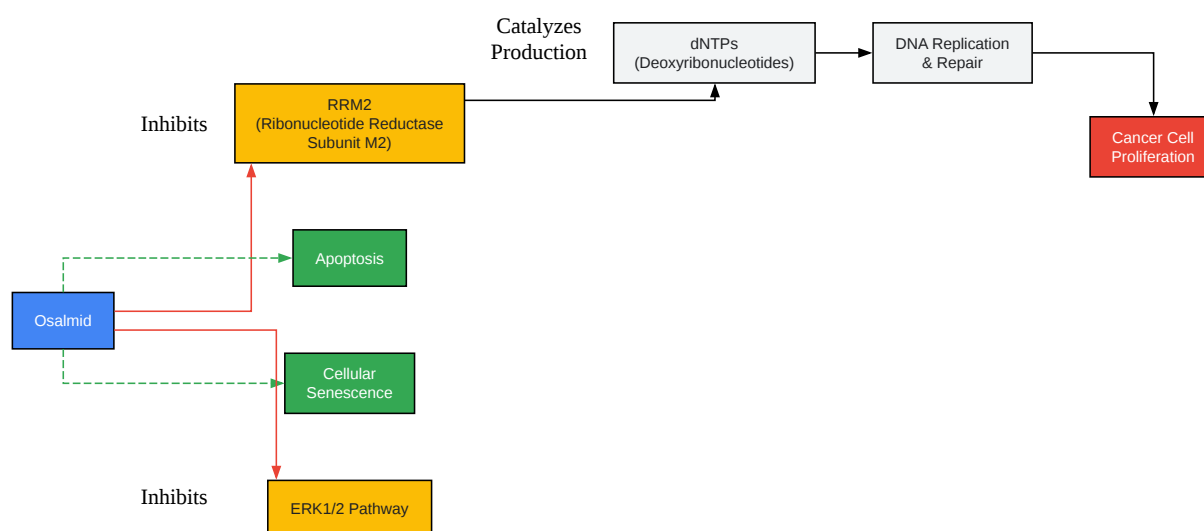 Catalyzes
Production
dNTPs
(Deoxyribonucleotides)
DNA Replication
& Repair
Inhibits
RRM2
(Ribonucleotide Reductase
Subunit M2)
Cancer Cell
Proliferation
Apoptosis
Osalmid
Cellular
Senescence
Inhibits
ERK1/2 Pathway